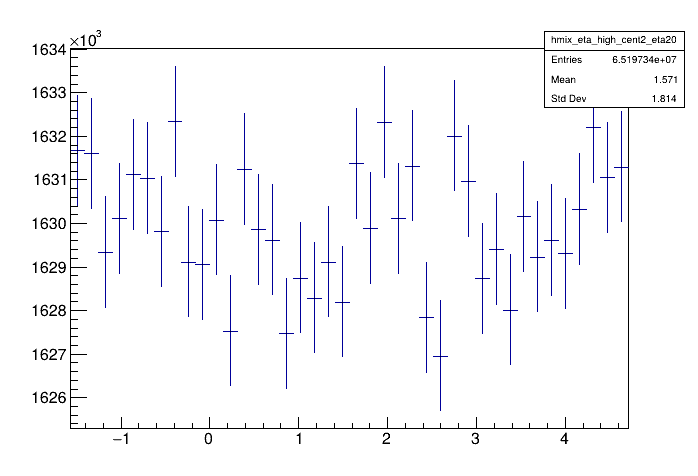 ×10³
hmix_eta_high_cent2_eta20
Entries 6.519734e+07
Mean 1.571
Std Dev 1.814
1634
1633
1632
1631
1630
1629
1628
1627
1626
−1 0 1 2 3 4